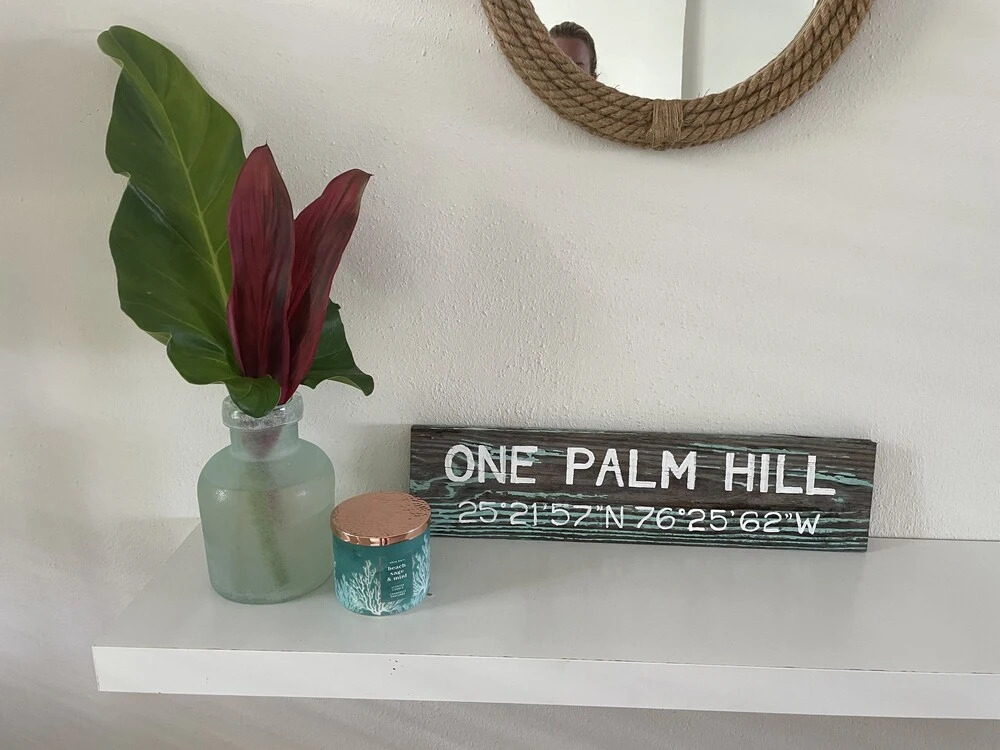 ONE PALM HILL
25°21'57"N 76°25'62"W
beach
sage
& mint